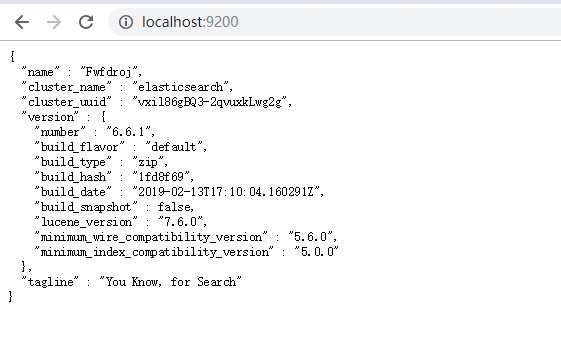 localhost:9200
{
"name" : "Fwfdroj",
"cluster_name" : "elasticsearch",
"cluster_uuid" : "vxil86gBQ3-2qvuxkLwg2g",
"version" : {
"number" : "6.6.1",
"build_flavor" : "default",
"build_type" : "zip",
"build_hash" : "1fd8f69",
"build_date" : "2019-02-13T17:10:04.160291Z",
"build_snapshot" : false,
"lucene_version" : "7.6.0",
"minimum_wire_compatibility_version" : "5.6.0",
"minimum_index_compatibility_version" : "5.0.0"
},
"tagline" : "You Know, for Search"
}